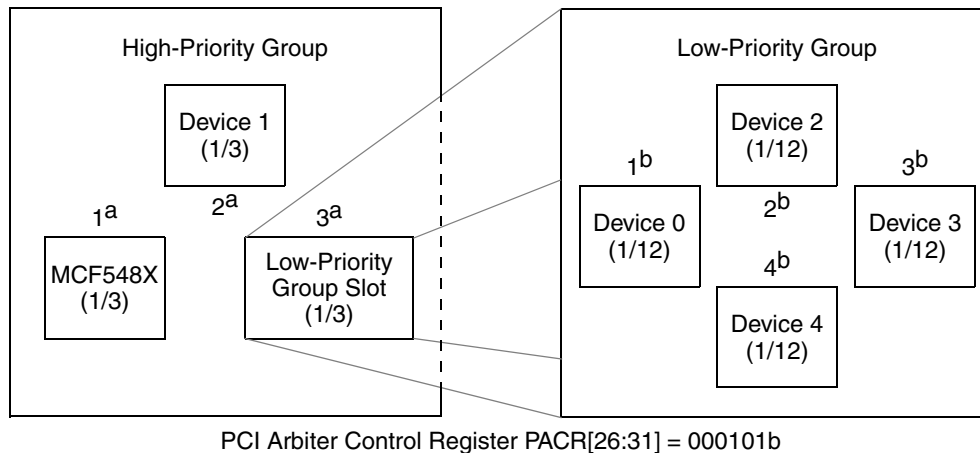 High-Priority Group
Device 1
(1/3)
1a
2a
3a
MCF548X
(1/3)
Low-Priority
Group Slot
(1/3)
Low-Priority Group
Device 2
(1/12)
1b
2b
3b
Device 0
(1/12)
Device 3
(1/12)
4b
Device 4
(1/12)
PCI Arbiter Control Register PACR[26:31] = 000101b